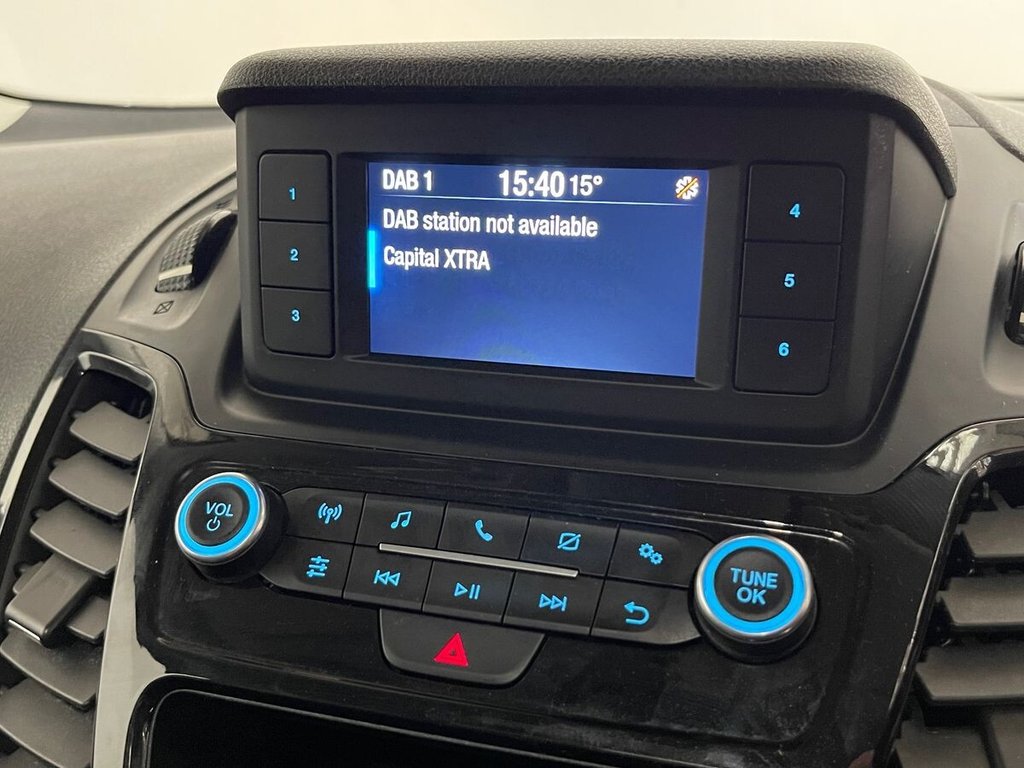 DAB 1 15:40 15°
DAB station not available
Capital XTRA
1
2
3
4
5
6
VOL
TUNE
OK